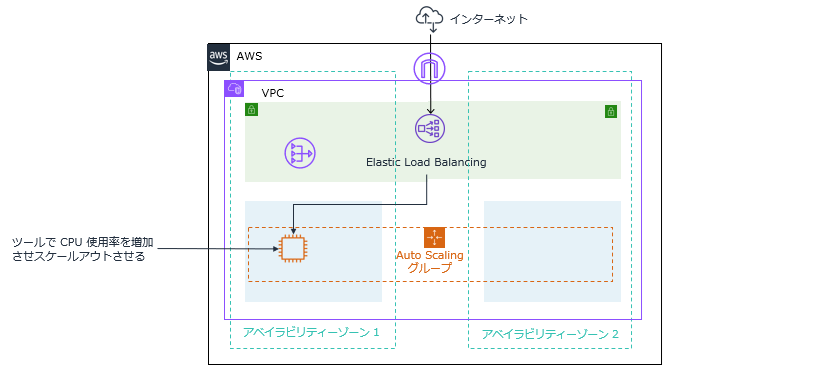 インターネット
aws
AWS
VPC
Elastic Load Balancing
ツールで CPU 使用率を増加
させスケールアウトさせる
Auto Scaling
グループ
アベイラビリティーゾーン 1
アベイラビリティーゾーン 2